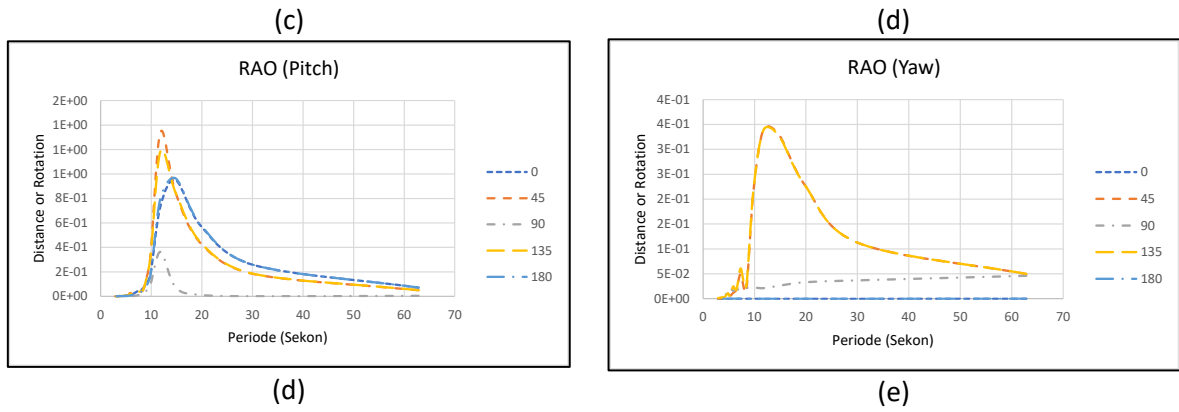 (c)
(d)
RAO (Pitch)
2E+00
1E+00
1E+00
1E+00
8E-01
6E-01
4E-01
2E-01
0E+00
Distance or Rotation
0 10 20 30 40 50 60 70
Periode (Sekon)
0
45
90
135
180
RAO (Yaw)
4E-01
4E-01
3E-01
3E-01
2E-01
2E-01
1E-01
5E-02
0E+00
Distance or Rotation
0 10 20 30 40 50 60 70
Periode (Sekon)
0
45
90
135
180
(d)
(e)